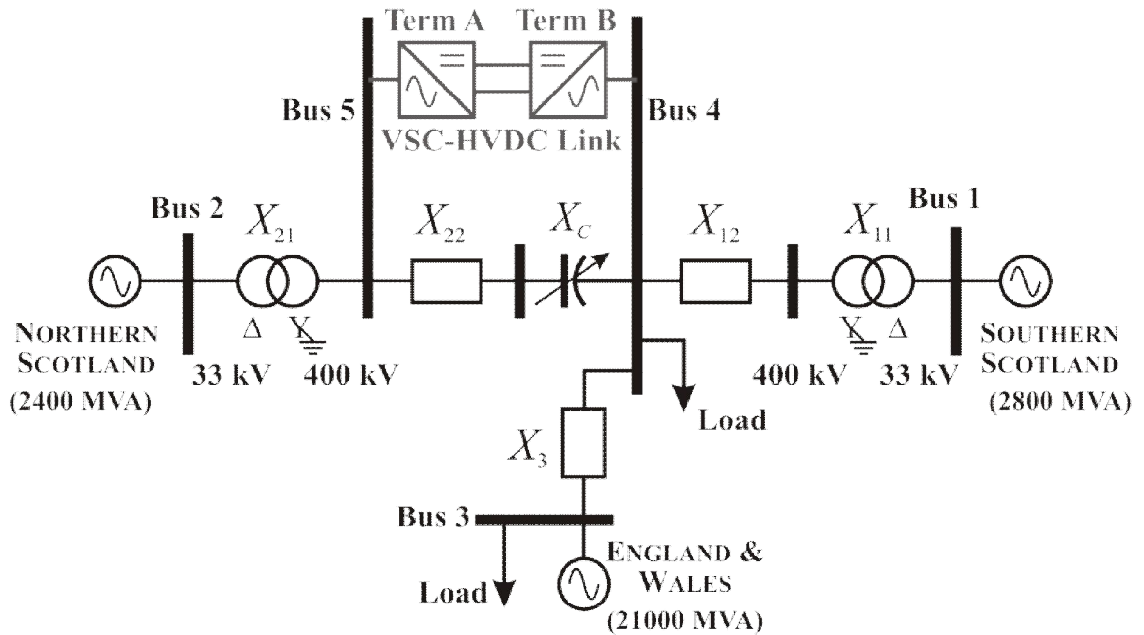 Term A Term B
Bus 5
Bus 4
VSC-HVDC Link
Bus 2
X21
X22
XC
X12
X11
Bus 1
Δ Y
Y Δ
NORTHERN
SCOTLAND
(2400 MVA)
33 kV
400 kV
400 kV
33 kV
SOUTHERN
SCOTLAND
(2800 MVA)
Load
X3
Bus 3
Load
ENGLAND &
WALES
(21000 MVA)